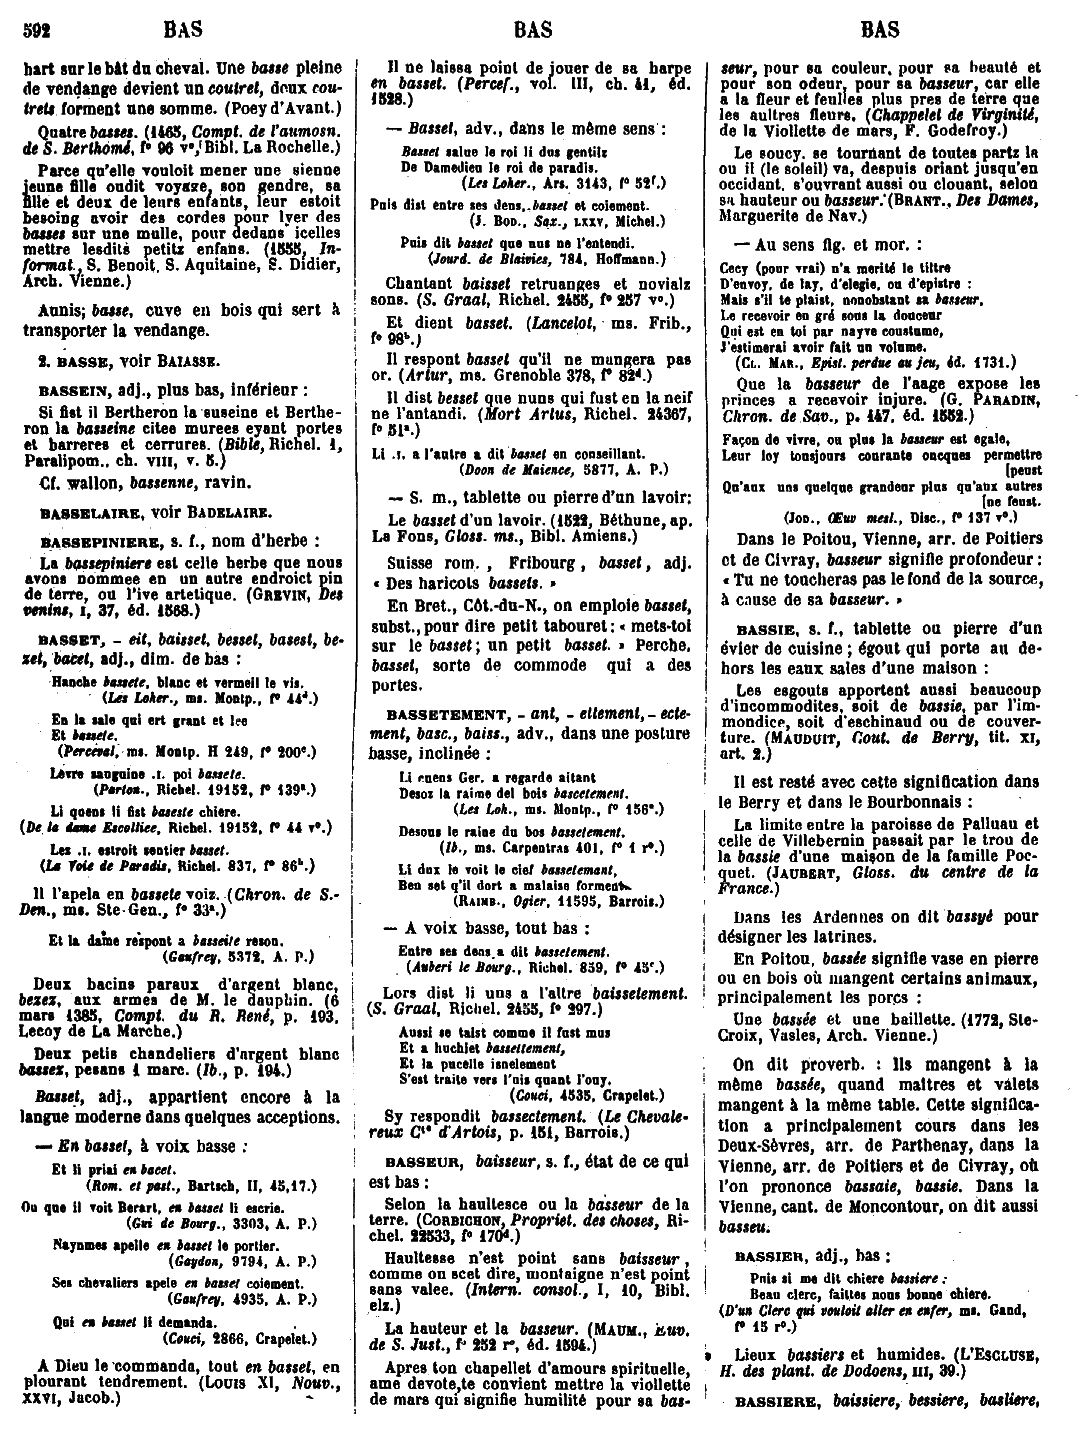 592 BAS BAS BAS
hart sur le bât du cheval. Une basse pleine
de vendange devient un coutret, deux cou-
trets forment une somme. (Poey d'Avant.)
Quatre basses. (1465, Compt. de l'aumosn.
de S. Berthomé, f° 96 v°, Bibl. La Rochelle.)
Parce qu'elle vouloit mener une sienne
jeune fille oudit voyage, son gendre, sa
fille et deux de leurs enfants, leur estoit
besoing avoir des cordes pour lyer des
basses sur une mulle, pour dedans icelles
mettre lesdits petitz enfans. (1555, In-
format., S. Benoit, S. Aquitaine, S. Didier,
Arch. Vienne.)
Aunis; basse, cuve en bois qui sert à
transporter la vendange.
2. BASSE, voir BAIASSE.
BASSEIN, adj., plus bas, inférieur :
Si fist il Bertheron la suseine et Berthe-
ron la basseine citee murees eyant portes
et barreres et cerrures. (Bible, Richel. 1,
Paralipom., ch. VIII, v. 5.)
Cf. wallon, bassenne, ravin.
BASSELAIRE, voir BADELAIRE.
BASSEPINIERE, s. f., nom d'herbe :
La bassepiniere est celle herbe que nous
avons nommee en un autre endroict pin
de terre, ou l'ive artetique. (GREVIN, Des
venins, I, 37, éd. 1568.)
BASSET, - eit, baisset, besset, basest, be-
zet, bacet, adj., dim. de bas :
Hanche bassete, blanc et vermeil le vis.
(Les Loher., ms. Montp., f° 44d.)
En la sale qui ert grant et lee
Et bassete.
(Perceval, ms. Montp. H 249, f° 200c.)
Lèvre sanguine .I. poi bassete.
(Parton., Richel. 19152, f° 139a.)
Li quens li fist baseste chiere.
(De la dame Escolliee, Richel. 19152, f° 44 v°.)
Les .I. estroit sentier basset.
(La Voie de Paradis, Richel. 837, f° 86b.)
Il l'apela en bassete voiz. (Chron. de S.-
Den., ms. Ste-Gen., f° 33a.)
Et la dame respont a basseite reson.
(Gaufrey, 5372, A. P.)
Deux bacins paraux d'argent blanc,
bezez, aux armes de M. le dauphin. (6
mars 1385, Compt. du R. René, p. 193,
Lecoy de La Marche.)
Deux petis chandeliers d'argent blanc
bassez, pesans 1 marc. (Ib., p. 194.)
Basset, adj., appartient encore à la
langue moderne dans quelques acceptions.
— En basset, à voix basse :
Et li priai en bacet.
(Rom. et past., Bartsch, II, 45,17.)
Ou que il voit Berart, en basset li escrie.
(Gui de Bourg., 3303, A. P.)
Naynmes apelle en basset le portier.
(Gaydon, 9794, A. P.)
Ses chevaliers apele en basset coiement.
(Gaufrey, 4935, A. P.)
Qui en basset li demanda.
(Couci, 2866, Crapelet.)
A Dieu le commanda, tout en basset, en
plourant tendrement. (LOUIS XI, Nouv.,
XXVI, Jacob.)
Il ne laissa point de jouer de sa harpe
en basset. (Percef., vol. III, ch. 41, éd.
1528.)
— Basset, adv., dans le même sens :
Basset salue le roi li dus gentilz
De Damedieu le roi de paradis.
(Les Loher., Ars. 3143, f° 52f.)
Puis dist entre ses dens, basset et coiement.
(J. BOD., Sax., LXXV, Michel.)
Puis dit basset que nus ne l'entendi.
(Jourd. de Blaivies, 784, Hoffmann.)
Chantant baisset retruanges et novialz
sons. (S. Graal, Richel. 2455, f° 257 v°.)
Et dient basset. (Lancelot, ms. Frib.,
f° 98b.)
Il respont basset qu'il ne mungera pas
or. (Artur, ms. Grenoble 378, f° 82d.)
Il dist besset que nuns qui fust en la neif
ne l'antandi. (Mort Artus, Richel. 24367,
f° 51a.)
Li .I. a l'autre a dit basset en conseillant.
(Doon de Maience, 5877, A. P.)
— S. m., tablette ou pierre d'un lavoir:
Le basset d'un lavoir. (1522, Béthune, ap.
La Fons, Gloss. ms., Bibl. Amiens.)
Suisse rom., Fribourg, basset, adj.
« Des haricots bassets. »
En Bret., Côt.-du-N., on emploie basset,
subst., pour dire petit tabouret : « mets-toi
sur le basset ; un petit basset. » Perche,
basset, sorte de commode qui a des
portes.
BASSETEMENT, - ant, - ettement, - ecte-
ment, basc., baiss., adv., dans une posture
basse, inclinée :
Li cuens Ger. a regarde aitant
Desoz la raime del bois bascetement.
(Les Loh., ms. Montp., f° 156a.)
Desous le raine du bos bassetement.
(Ib., ms. Carpentras 401, f° 1 r°.)
Li dux le voit le cief bassetemant,
Ben set q'il dort a malaise forment.
(RAIMB., Ogier, 11595, Barrois.)
— A voix basse, tout bas :
Entre ses dens a dit bassetement.
(Auberi le Bourg., Richel. 859, f° 45c.)
Lors dist li uns a l'altre baissetement.
(S. Graal, Richel. 2455, f° 297.)
Aussi se taist comme il fust mus
Et a huchiet bassettement,
Et la pucelle isnelement
S'est traite vers l'uis quant l'ouy.
(Couci, 4535, Crapelet.)
Sy respondit bassectement. (Le Chevale-
reux Cte d'Artois, p. 151, Barrois.)
BASSEUR, baisseur, s. f., état de ce qui
est bas :
Selon la haultesce ou la basseur de la
terre. (CORBICHON, Propriet. des choses, Ri-
chel. 22533, f° 170d.)
Haultesse n'est point sans baisseur,
comme on scet dire, montaigne n'est point
sans valee. (Intern. consol., I, 10, Bibl.
elz.)
La hauteur et la basseur. (MAUM., Euv.
de S. Just., f° 252 r°, éd. 1594.)
Apres ton chapellet d'amours spirituelle,
ame devote, te convient mettre la viollette
de mars qui signifie humilité pour sa bas-
seur, pour sa couleur, pour sa beauté et
pour son odeur, pour sa basseur, car elle
a la fleur et feulles plus pres de terre que
les aultres fleurs. (Chappelet de Virginité,
de la Viollette de mars, F. Godefroy.)
Le soucy, se tournant de toutes partz la
ou il (le soleil) va, despuis oriant jusqu'en
occidant, s'ouvrant aussi ou clouant, selon
sa hauteur ou basseur. (BRANT., Des Dames,
Marguerite de Nav.)
— Au sens fig. et mor. :
Cecy (pour vrai) n'a merité le tiltre
D'envoy, de lay, d'elegie, ou d'epistre :
Mais s'il te plaist, nonobstant sa basseur,
Le recevoir en gré sous la douceur
Qui est en toi par nayve coustume,
J'estimerai avoir fait un volume.
(CL. MAR., Epist. perdue au jeu, éd. 1731.)
Que la basseur de l'aage expose les
princes a recevoir injure. (G. PARADIN,
Chron. de Sav., p. 147, éd. 1552.)
Façon de vivre, ou plus la basseur est egale,
Leur loy tousjours courante oncques permettre
[peust
Qu'aux uns quelque grandeur plus qu'aux autres
[ne feust.
(JOD., Œuv mesl., Disc., f° 137 v°.)
Dans le Poitou, Vienne, arr. de Poitiers
et de Civray, basseur signifie profondeur :
« Tu ne toucheras pas le fond de la source,
à cause de sa basseur. »
BASSIE, s. f., tablette ou pierre d'un
évier de cuisine ; égout qui porte au de-
hors les eaux sales d'une maison :
Les esgouts apportent aussi beaucoup
d'incommodites, soit de bassie, par l'im-
mondice, soit d'eschinaud ou de couver-
ture. (MAUDUIT, Cout. de Berry, tit. XI,
art. 2.)
Il est resté avec cette signification dans
le Berry et dans le Bourbonnais :
La limite entre la paroisse de Palluau et
celle de Villebernin passait par le trou de
la bassie d'une maison de la famille Poc-
quet. (JAUBERT, Gloss. du centre de la
France.)
Dans les Ardennes on dit bassyé pour
désigner les latrines.
En Poitou, bassée signifie vase en pierre
ou en bois où mangent certains animaux,
principalement les porcs :
Une bassée et une baillette. (1772, Ste-
Croix, Vasles, Arch. Vienne.)
On dit proverb. : Ils mangent à la
même bassée, quand maîtres et valets
mangent à la même table. Cette significa-
tion a principalement cours dans les
Deux-Sèvres, arr. de Parthenay, dans la
Vienne, arr. de Poitiers et de Civray, où
l'on prononce bassaie, bassie. Dans la
Vienne, cant. de Moncontour, on dit aussi
basseu.
BASSIER, adj., bas :
Puis si me dit chiere bassiere :
Beau clerc, faittes nous bonne chiere.
(D'un Clerc qui vouloit aller en enfer, ms. Gand,
f° 15 r°.)
Lieux bassiers et humides. (L'ESCLUSE,
H. des plant. de Dodoens, III, 39.)
BASSIERE, baissiere, bessiere, basliere,